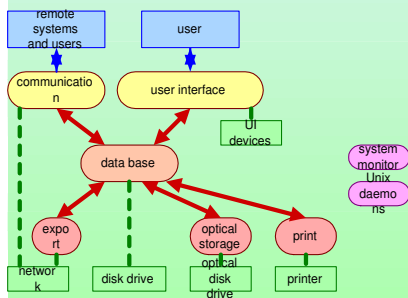 remote
systems
and users
user
communicatio
n
user interface
UI
devices
data base
system
monitor
Unix
daemo
ns
expo
rt
optical
storage
print
networ
k
disk drive
optical
disk
drive
printer